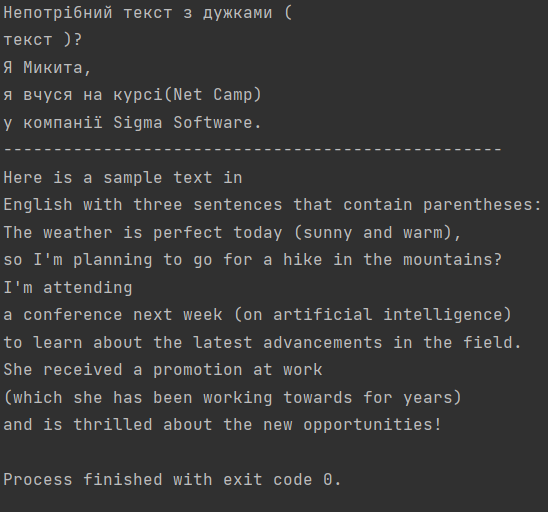 Непотрібний текст з дужками (
текст )?
Я Микита,
я вчуся на курсі(Net Camp)
у компанії Sigma Software.
--------------------------------------------------
Here is a sample text in
English with three sentences that contain parentheses:
The weather is perfect today (sunny and warm),
so I'm planning to go for a hike in the mountains?
I'm attending
a conference next week (on artificial intelligence)
to learn about the latest advancements in the field.
She received a promotion at work
(which she has been working towards for years)
and is thrilled about the new opportunities!

Process finished with exit code 0.